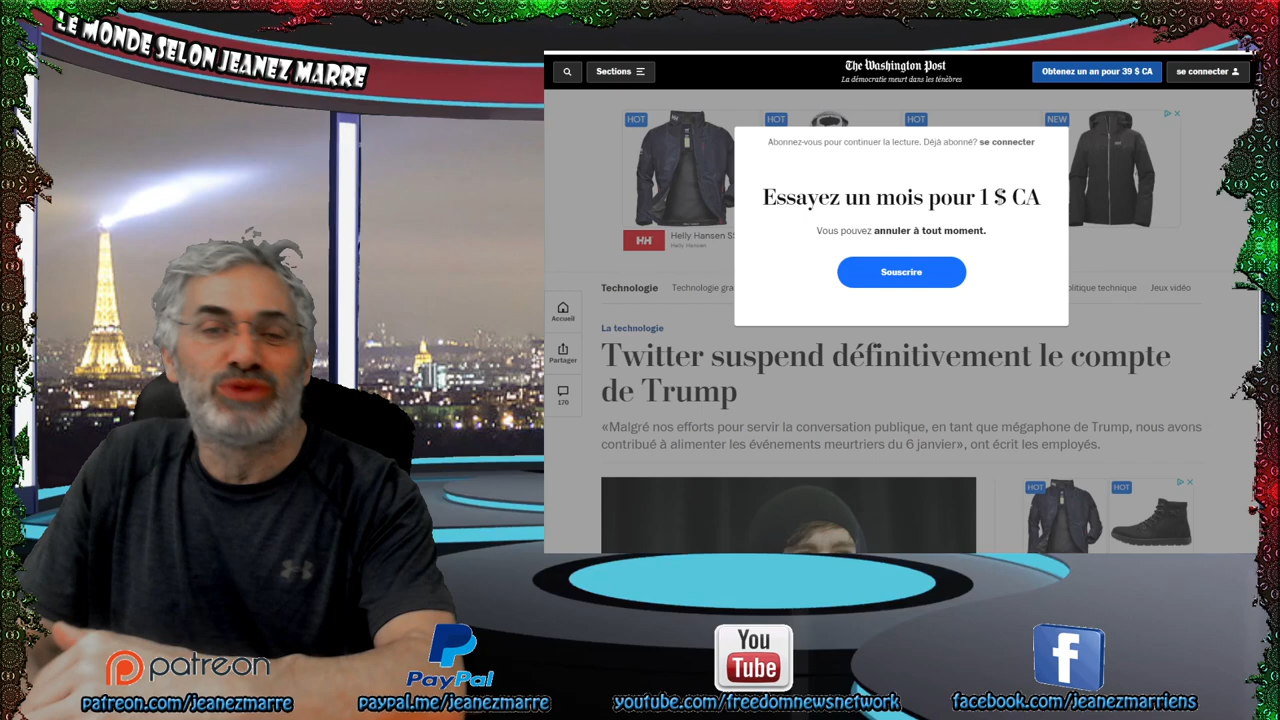 LE MONDE SELON JEANEZ MARRE
Sections
The Washington Post
La démocratie meurt dans les ténèbres
Obtenez un an pour 39 $ CA
se connecter
HOT
HOT
HOT
NEW
Abonnez-vous pour continuer la lecture. Déjà abonné? se connecter
Essayez un mois pour 1 $ CA
Vous pouvez annuler à tout moment.
Souscrire
HH
Helly Hansen S
Helly Hansen
Technologie
Technologie gra
olitique technique
Jeux vidéo
Accueil
Partager
170
La technologie
Twitter suspend définitivement le compte
de Trump
«Malgré nos efforts pour servir la conversation publique, en tant que mégaphone de Trump, nous avons
contribué à alimenter les événements meurtriers du 6 janvier», ont écrit les employés.
HOT
HOT
patreon
PayPal
You
Tube
f
patreon.com/jeanezmarre
paypal.me/jeanezmarre
youtube.com/freedomnewsnetwork
facebook.com/jeanezmarriens